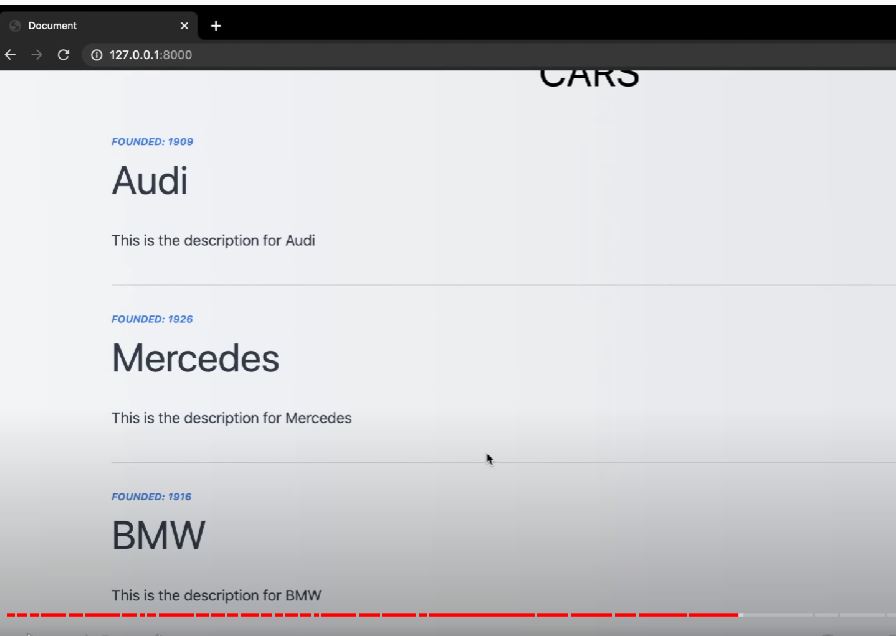 Document
127.0.0.1:8000
CARS
FOUNDED: 1909
Audi
This is the description for Audi
FOUNDED: 1926
Mercedes
This is the description for Mercedes
FOUNDED: 1916
BMW
This is the description for BMW